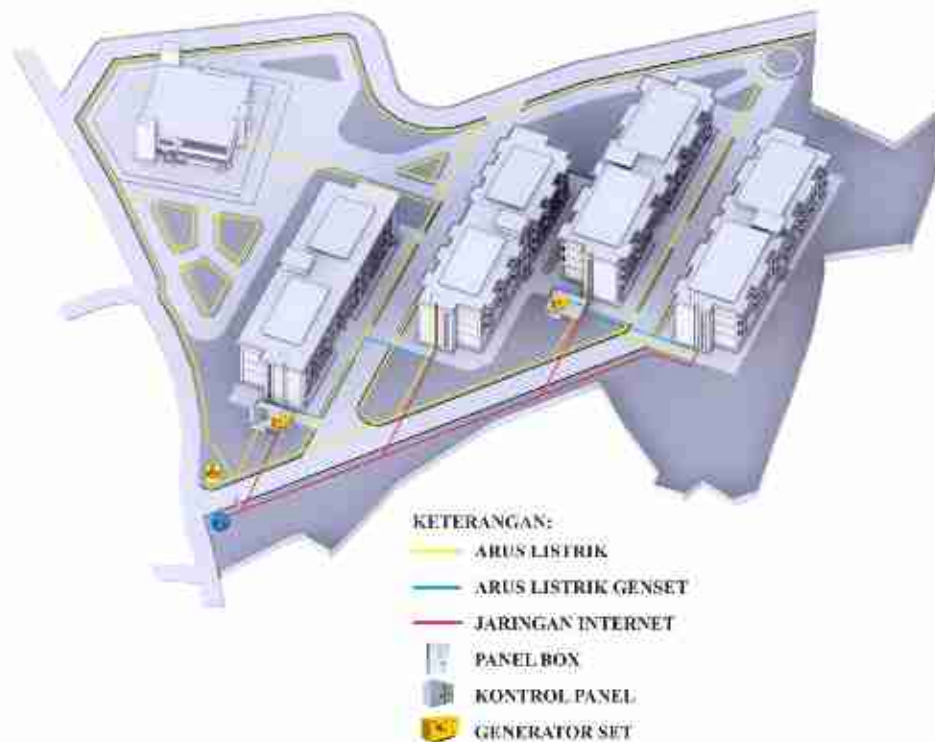 KETERANGAN:
ARUS LISTRIK
ARUS LISTRIK GENSET
JARINGAN INTERNET
PANEL BOX
KONTROL PANEL
GENERATOR SET